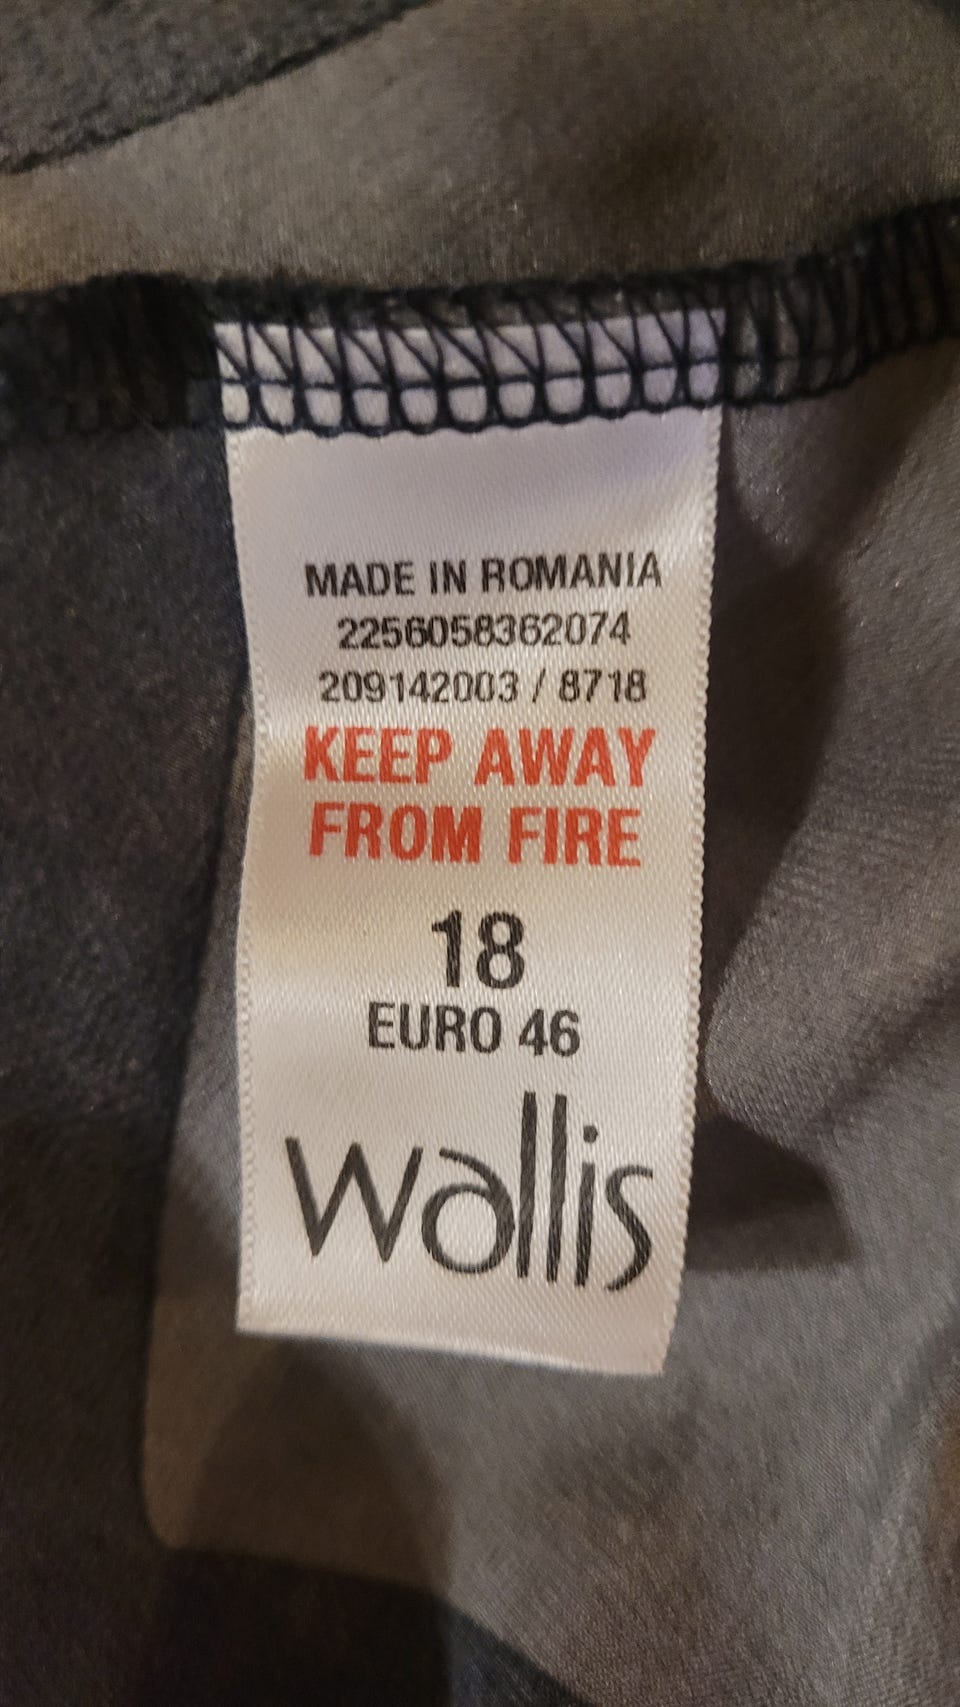 MADE IN ROMANIA
2256058362074
209142003 / 8718
KEEP AWAY
FROM FIRE
18
EURO 46
wallis